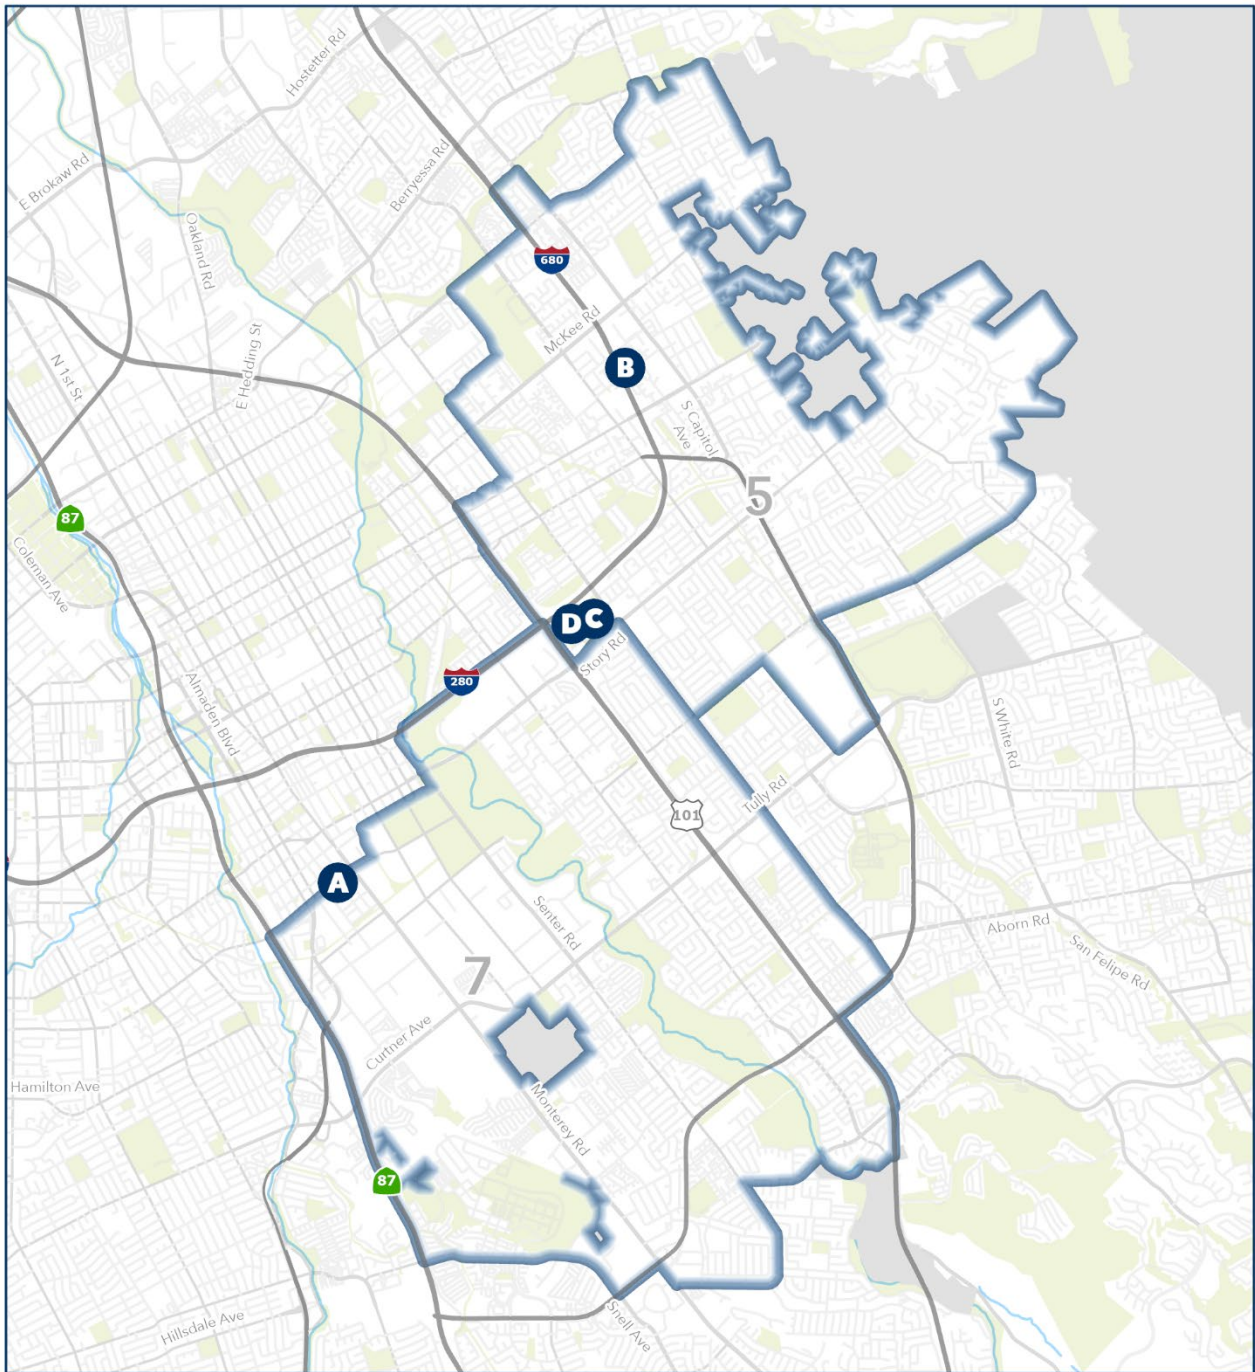 Hostetter Rd
E Brokaw Rd
Berryessa Rd
Oakland Rd
680
McKee Rd
N 1st St
E Hedding St
B
S Capitol
Ave
5
87
Coleman Ave
D
C
Story Rd
280
Almaden Blvd
S White Rd
Tully Rd
101
A
Senter Rd
Aborn Rd
San Felipe Rd
7
Curtner Ave
Hamilton Ave
Monterey Rd
87
Hillsdale Ave
Snell Ave